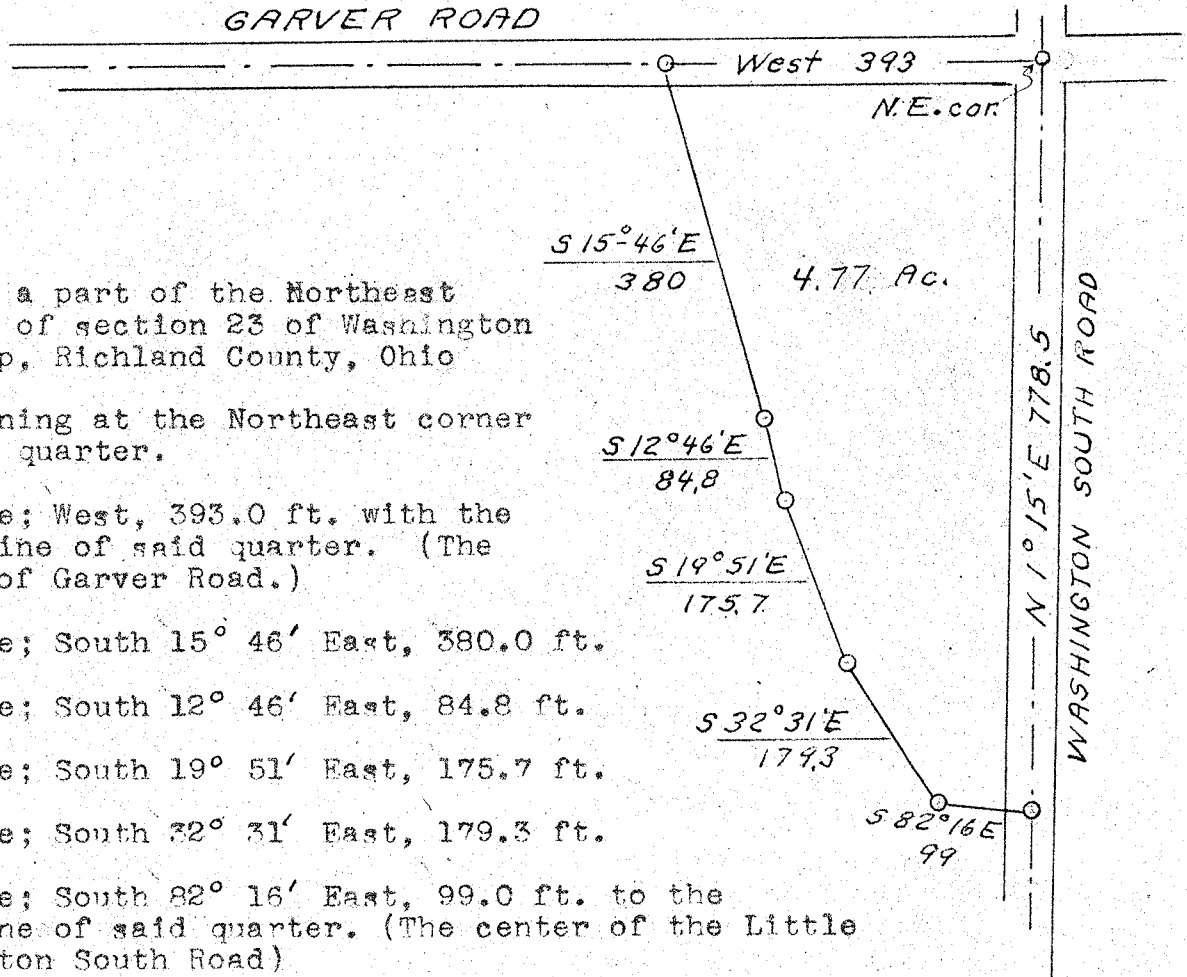 GARVER ROAD
West 393
N.E. cor.
S 15°46'E
380
4.77 Ac.
a part of the Northeast
of section 23 of Washington
p, Richland County, Ohio
ning at the Northeast corner
quarter.
S 12°46'E
84.8
e; West, 393.0 ft. with the
ine of said quarter. (The
of Garver Road.)
S 19°51'E
175.7
e; South 15° 46' East, 380.0 ft.
e; South 12° 46' East, 84.8 ft.
S 32°31'E
179.3
e; South 19° 51' East, 175.7 ft.
e; South 32° 31' East, 179.3 ft.
S 82°16 E
99
e; South 82° 16' East, 99.0 ft. to the
ne of said quarter. (The center of the Little
ton South Road)
N 1°15'E 778.5
WASHINGTON SOUTH ROAD